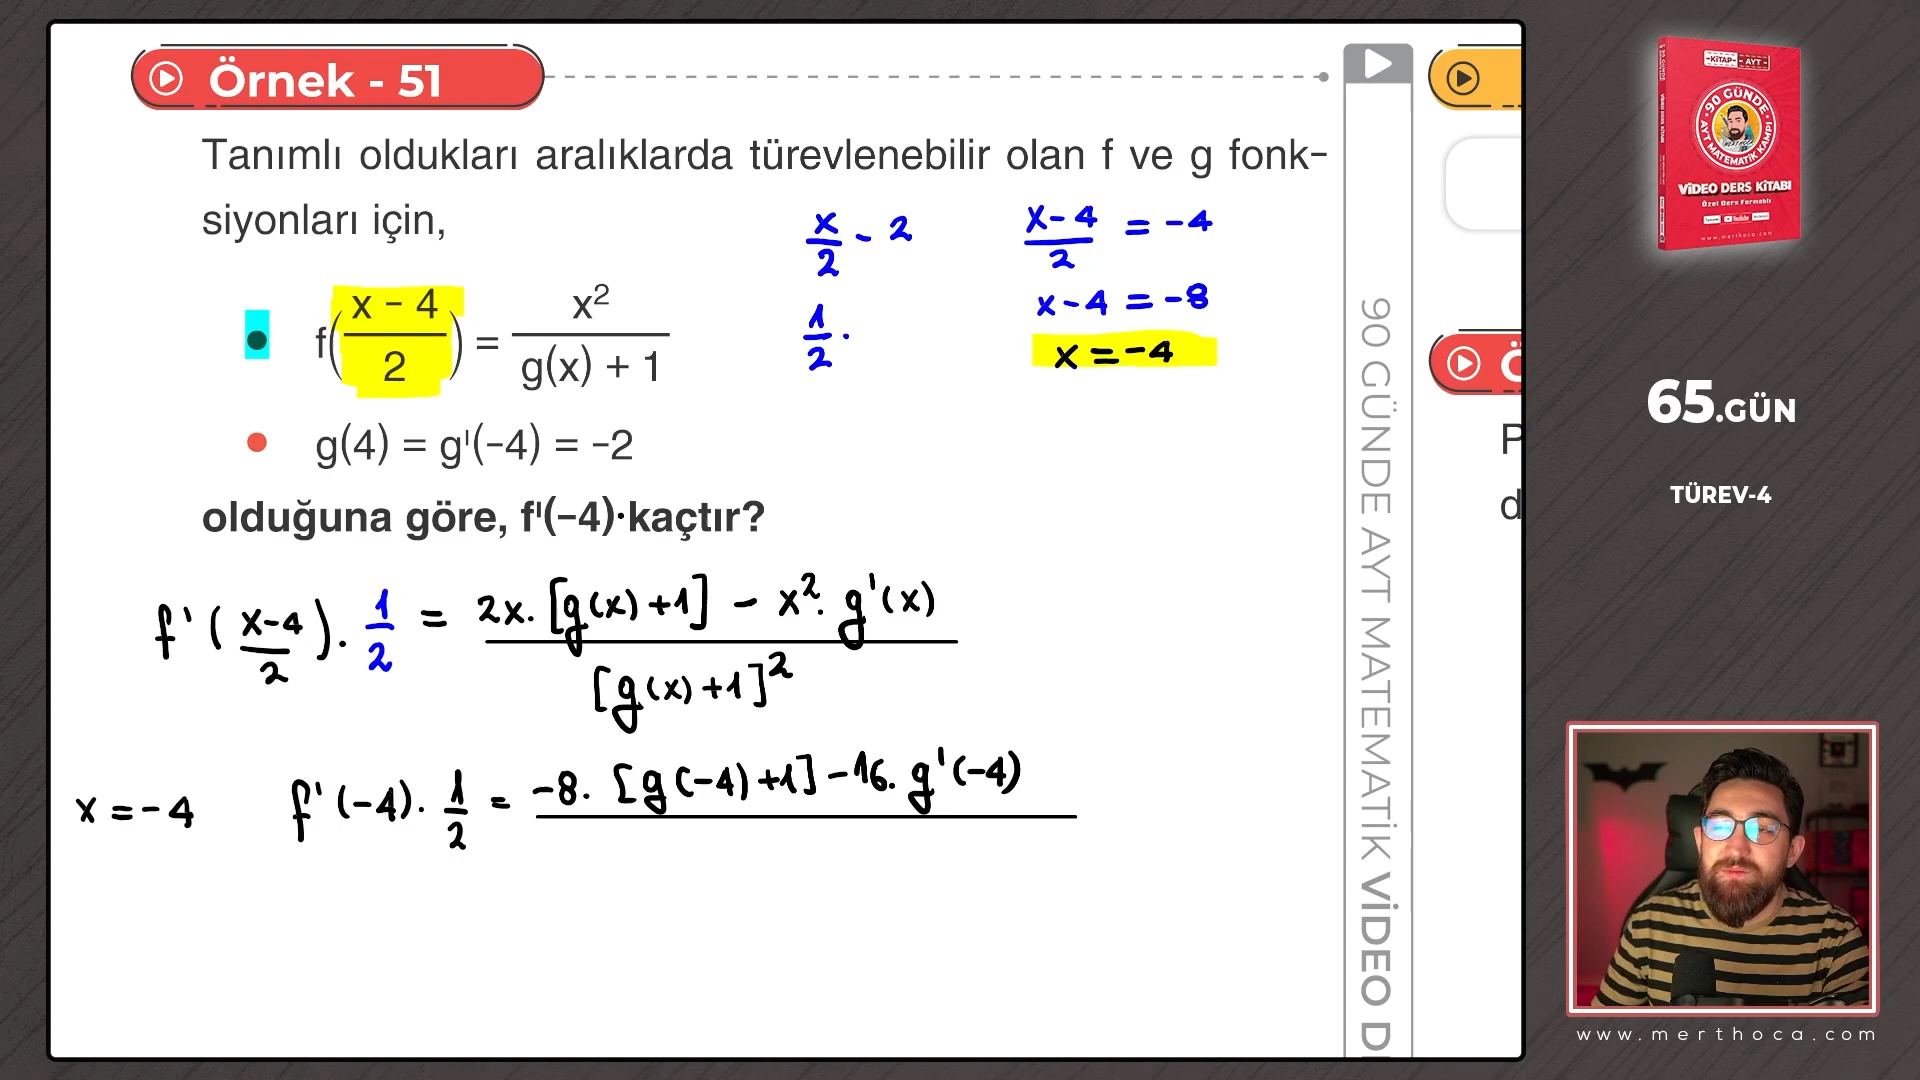 Örnek - 51
Tanımlı oldukları aralıklarda türevlenebilir olan f ve g fonk-
siyonları için,
f((x - 4)/2) = x²/(g(x) + 1)
g(4) = g'(-4) = -2
olduğuna göre, f'(-4) kaçtır?
x/2 - 2
1/2 ·
(x-4)/2 = -4
x-4 = -8
x = -4
f'((x-4)/2) · 1/2 = (2x · [g(x)+1] - x² · g'(x)) / [g(x)+1]²
x = -4 f'(-4) · 1/2 = -8 · [g(-4)+1] - 16 · g'(-4)
90 GÜNDE AYT MATEMATİK VİDEO D
Ö
P
d
-KİTAP- -AYT-
90 GÜNDE
AYT MATEMATİK KAMPI
VİDEO DERS KİTABI
Özel Ders Formatlı
www.merthoca.com
65.GÜN
TÜREV-4
www.merthoca.com